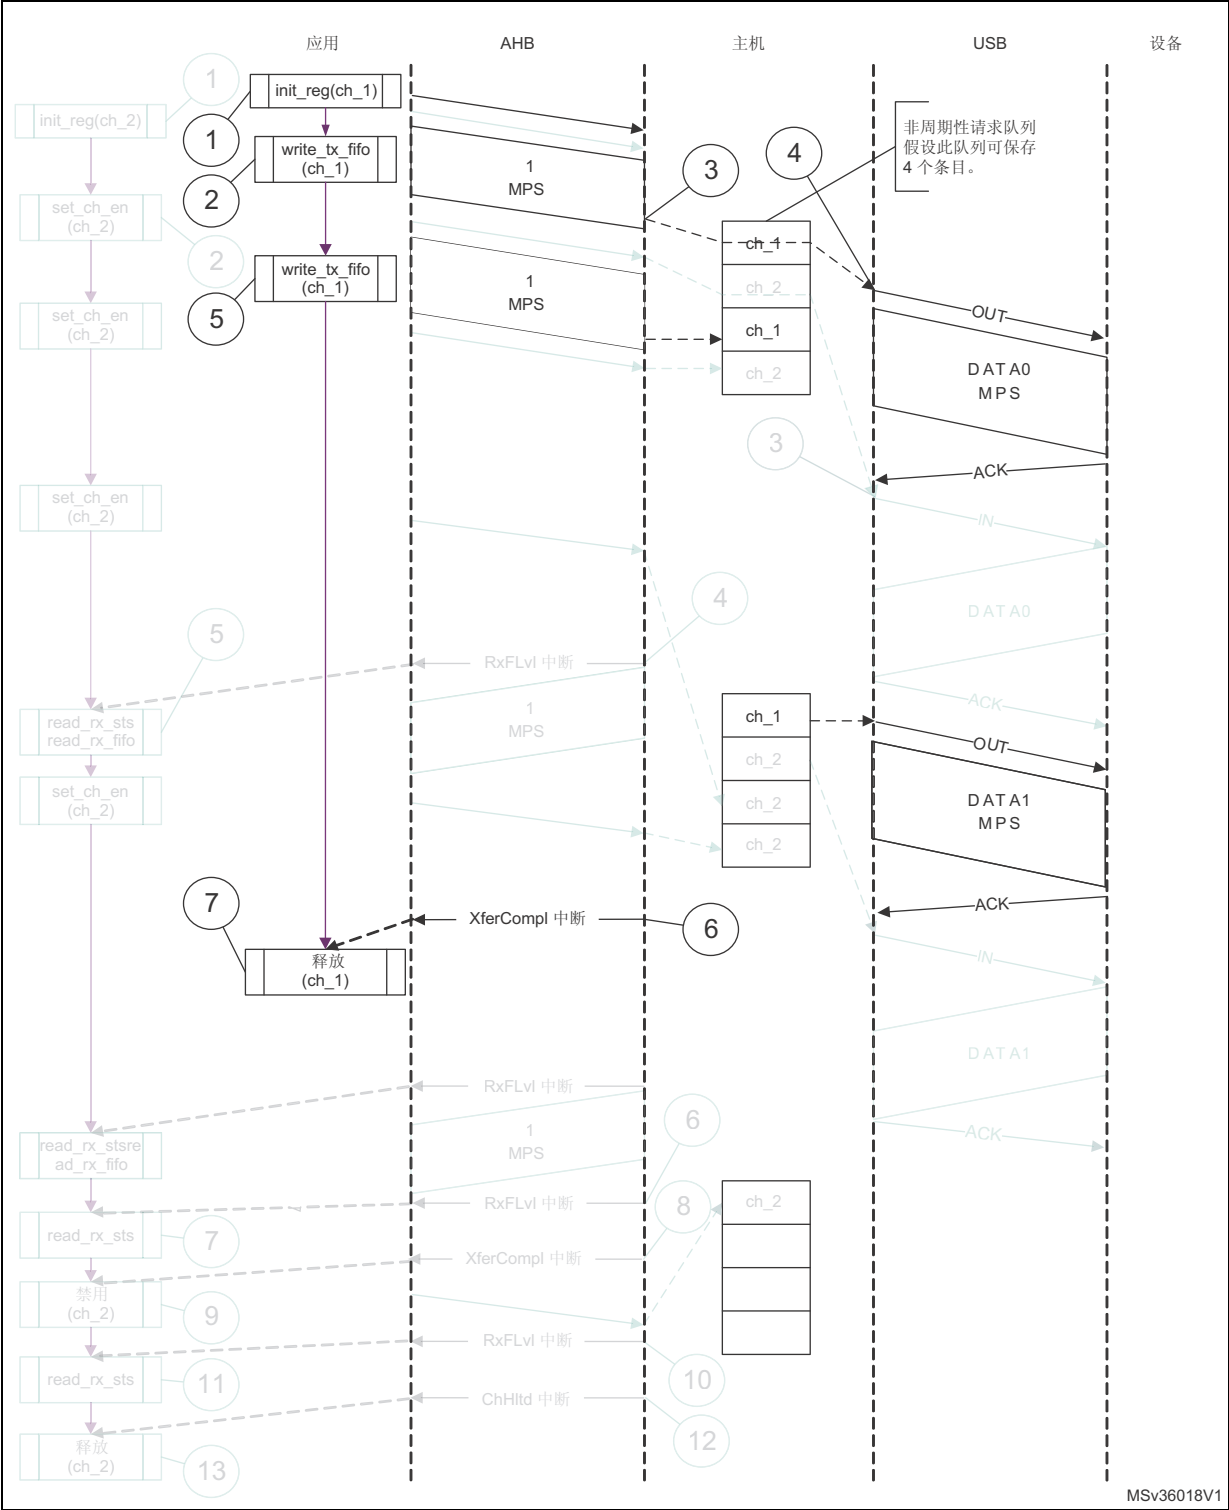 应用 AHB 主机 USB 设备
1
init_reg(ch_1)
init_reg(ch_2)
1
非周期性请求队列
假设此队列可保存
4 个条目。
write_tx_fifo
(ch_1)
2
1
MPS
3
4
set_ch_en
(ch_2)
2
ch_1
ch_2
ch_1
ch_2
write_tx_fifo
(ch_1)
5
1
MPS
OUT
set_ch_en
(ch_2)
DATA0
MPS
3
ACK
set_ch_en
(ch_2)
IN
4
DATA0
5
RxFLvl 中断
ACK
read_rx_sts
read_rx_fifo
1
MPS
ch_1
ch_2
ch_2
ch_2
OUT
set_ch_en
(ch_2)
DATA1
MPS
7
XferCompl 中断
6
ACK
释放
(ch_1)
IN
DATA1
RxFLvl 中断
6
read_rx_stsre
ad_rx_fifo
1
MPS
ACK
RxFLvl 中断
8
ch_2
read_rx_sts
7
XferCompl 中断
禁用
(ch_2)
9
RxFLvl 中断
10
read_rx_sts
11
ChHltd 中断
12
释放
(ch_2)
13
MSv36018V1